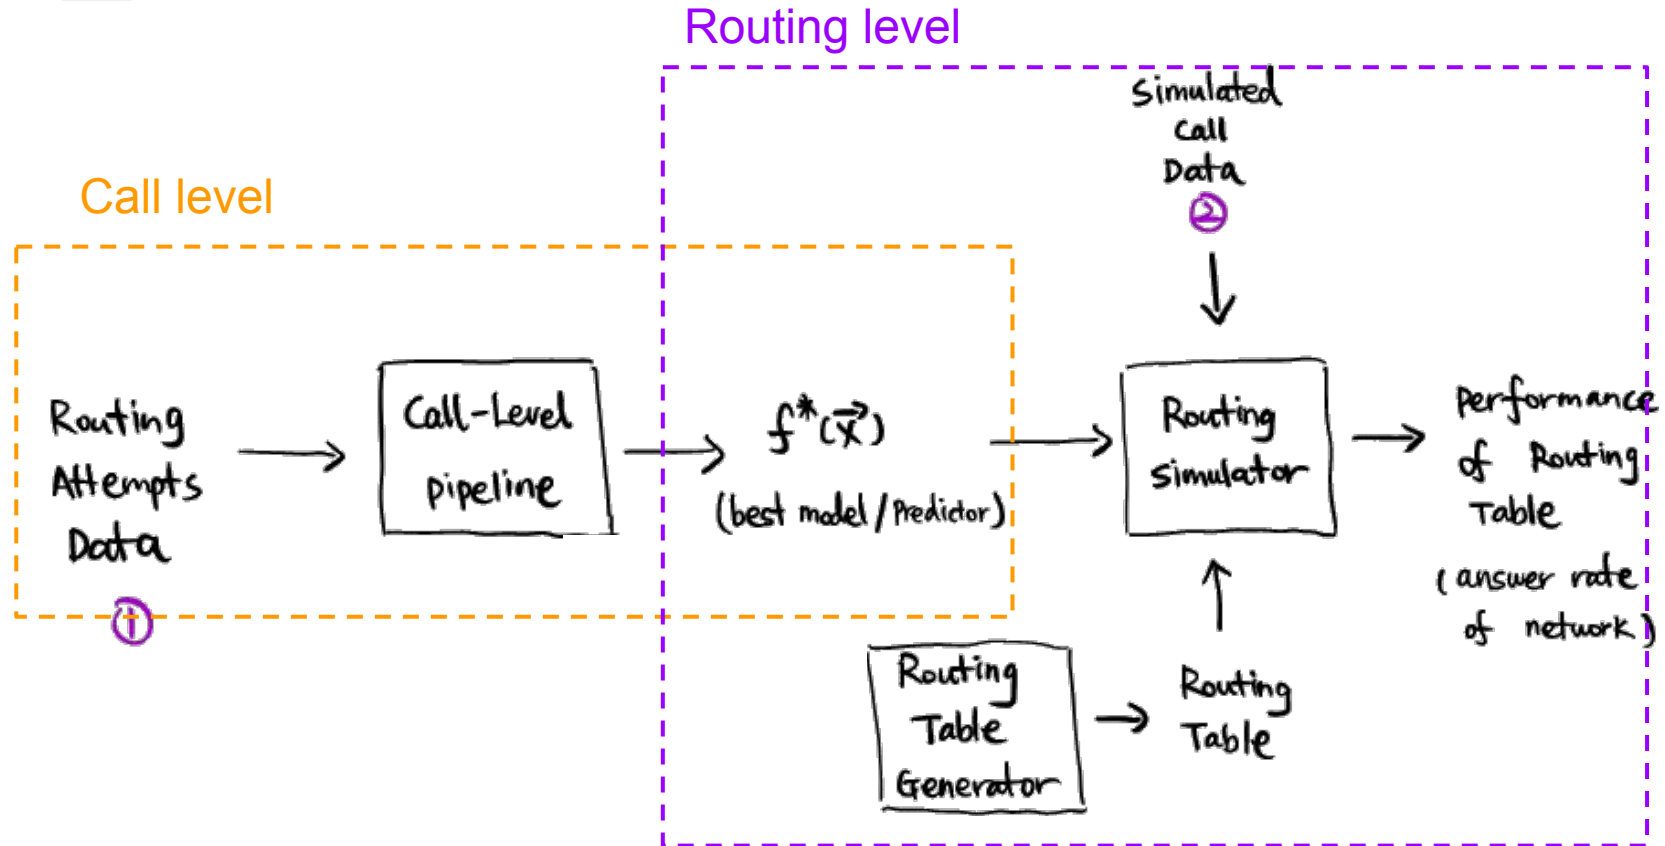 Routing level
Simulated
Call
Data
②
Call level
Routing
Attempts
Data
①
Call-Level
pipeline
f*(x⃗)
(best model/Predictor)
Routing
Simulator
performance
of Routing
Table
(answer rate
of network)
Routing
Table
Generator
Routing
Table